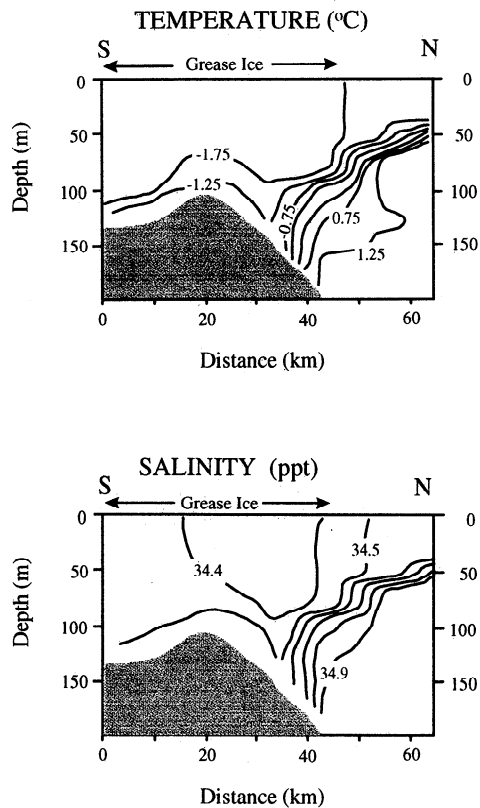 TEMPERATURE (ºC)
S Grease Ice N
0 0
50 50
-1.75
100 -1.25 100
-0.75 0.75
150 1.25 150
0 20 40 60
Depth (m)
Distance (km)
SALINITY (ppt)
S Grease Ice N
0 0
34.5
50 34.4 50
100 100
150 34.9 150
0 20 40 60
Depth (m)
Distance (km)